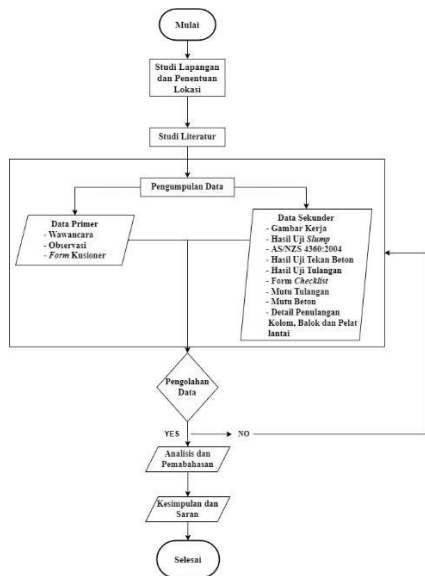 Mulai
Studi Lapangan
dan Penentuan
Lokasi
Studi Literatur
Pengumpulan Data
Data Primer
- Wawancara
- Observasi
- Form Kusioner
Data Sekunder
- Gambar Kerja
- Hasil Uji Slump
- AS/NZS 4360:2004
- Hasil Uji Tekan Beton
- Hasil Uji Tulangan
- Form Checklist
- Mutu Tulangan
- Mutu Beton
- Detail Penulangan
Kolom, Balok dan Pelat
lantai
Pengolahan
Data
YES
NO
Analisis dan
Pemabahasan
Kesimpulan dan
Saran
Selesai